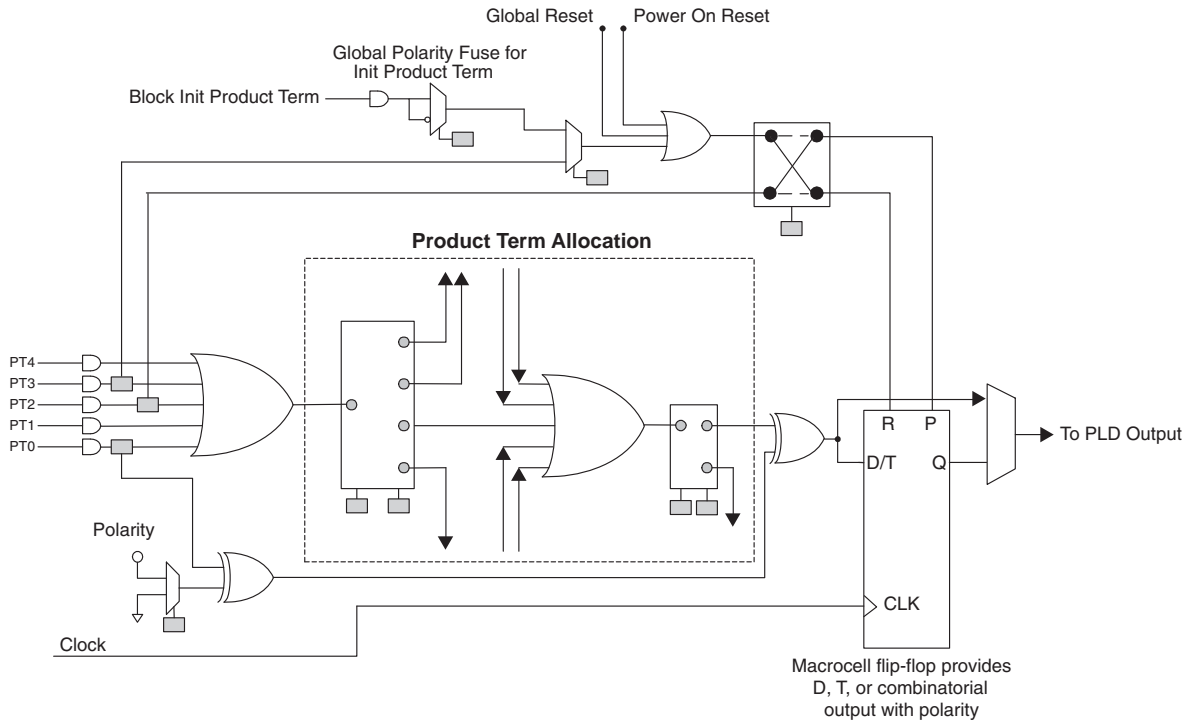 Global Reset
Power On Reset
Global Polarity Fuse for
Init Product Term
Block Init Product Term
Product Term Allocation
PT4
PT3
PT2
PT1
PT0
R
P
To PLD Output
D/T
Q
Polarity
CLK
Clock
Macrocell flip-flop provides
D, T, or combinatorial
output with polarity